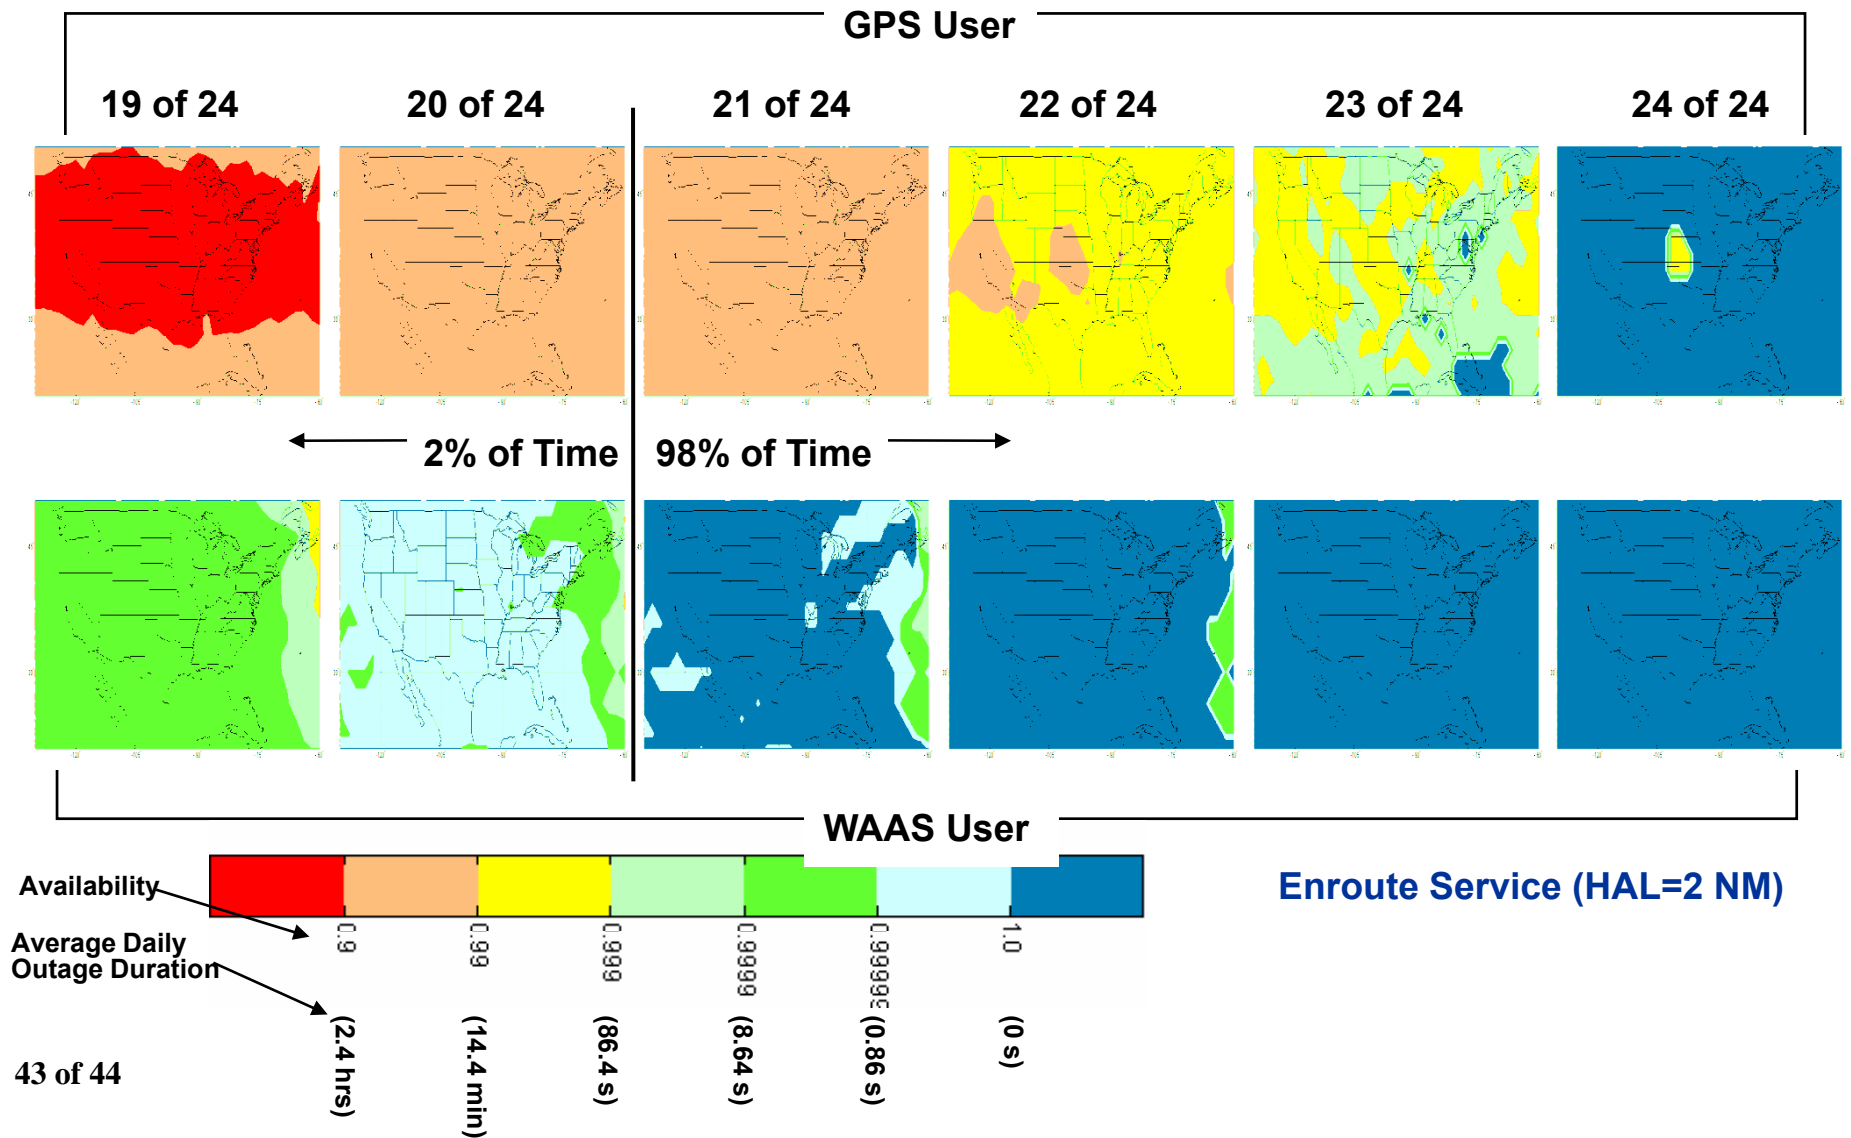 GPS User
19 of 24
20 of 24
21 of 24
22 of 24
23 of 24
24 of 24
2% of Time
98% of Time
WAAS User
Availability
Average Daily
Outage Duration
0.9
0.99
0.999
0.9999
0.99999
1.0
(2.4 hrs)
(14.4 min)
(86.4 s)
(8.64 s)
(0.86 s)
(0 s)
Enroute Service (HAL=2 NM)
43 of 44